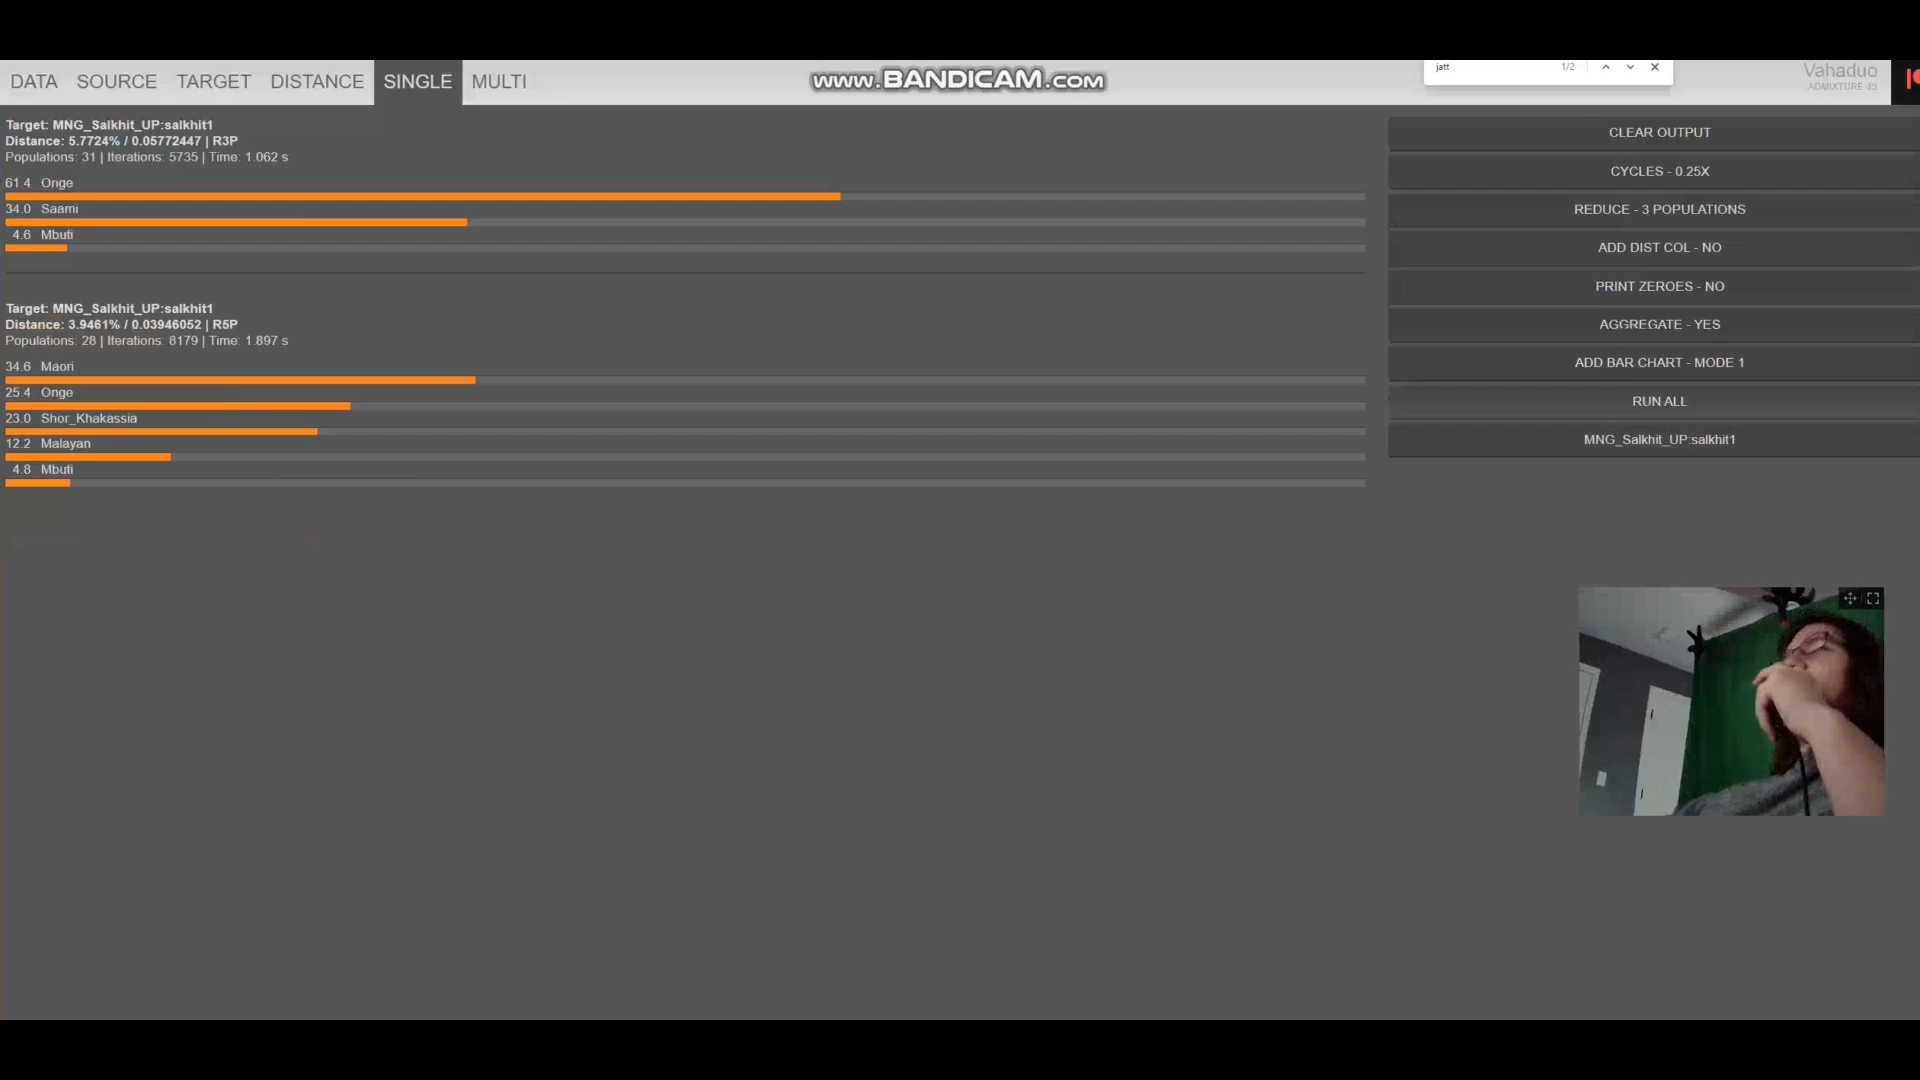 DATA SOURCE TARGET DISTANCE SINGLE MULTI
www.BANDICAM.com
jatt 1/2
Vahaduo
ADMIXTURE 4S
Target: MNG_Salkhit_UP:salkhit1
Distance: 5.7724% / 0.05772447 | R3P
Populations: 31 | Iterations: 5735 | Time: 1.062 s
61.4 Onge
34.0 Saami
4.6 Mbuti
Target: MNG_Salkhit_UP:salkhit1
Distance: 3.9461% / 0.03946052 | R5P
Populations: 28 | Iterations: 8179 | Time: 1.897 s
34.6 Maori
25.4 Onge
23.0 Shor_Khakassia
12.2 Malayan
4.8 Mbuti
CLEAR OUTPUT
CYCLES - 0.25X
REDUCE - 3 POPULATIONS
ADD DIST COL - NO
PRINT ZEROES - NO
AGGREGATE - YES
ADD BAR CHART - MODE 1
RUN ALL
MNG_Salkhit_UP:salkhit1